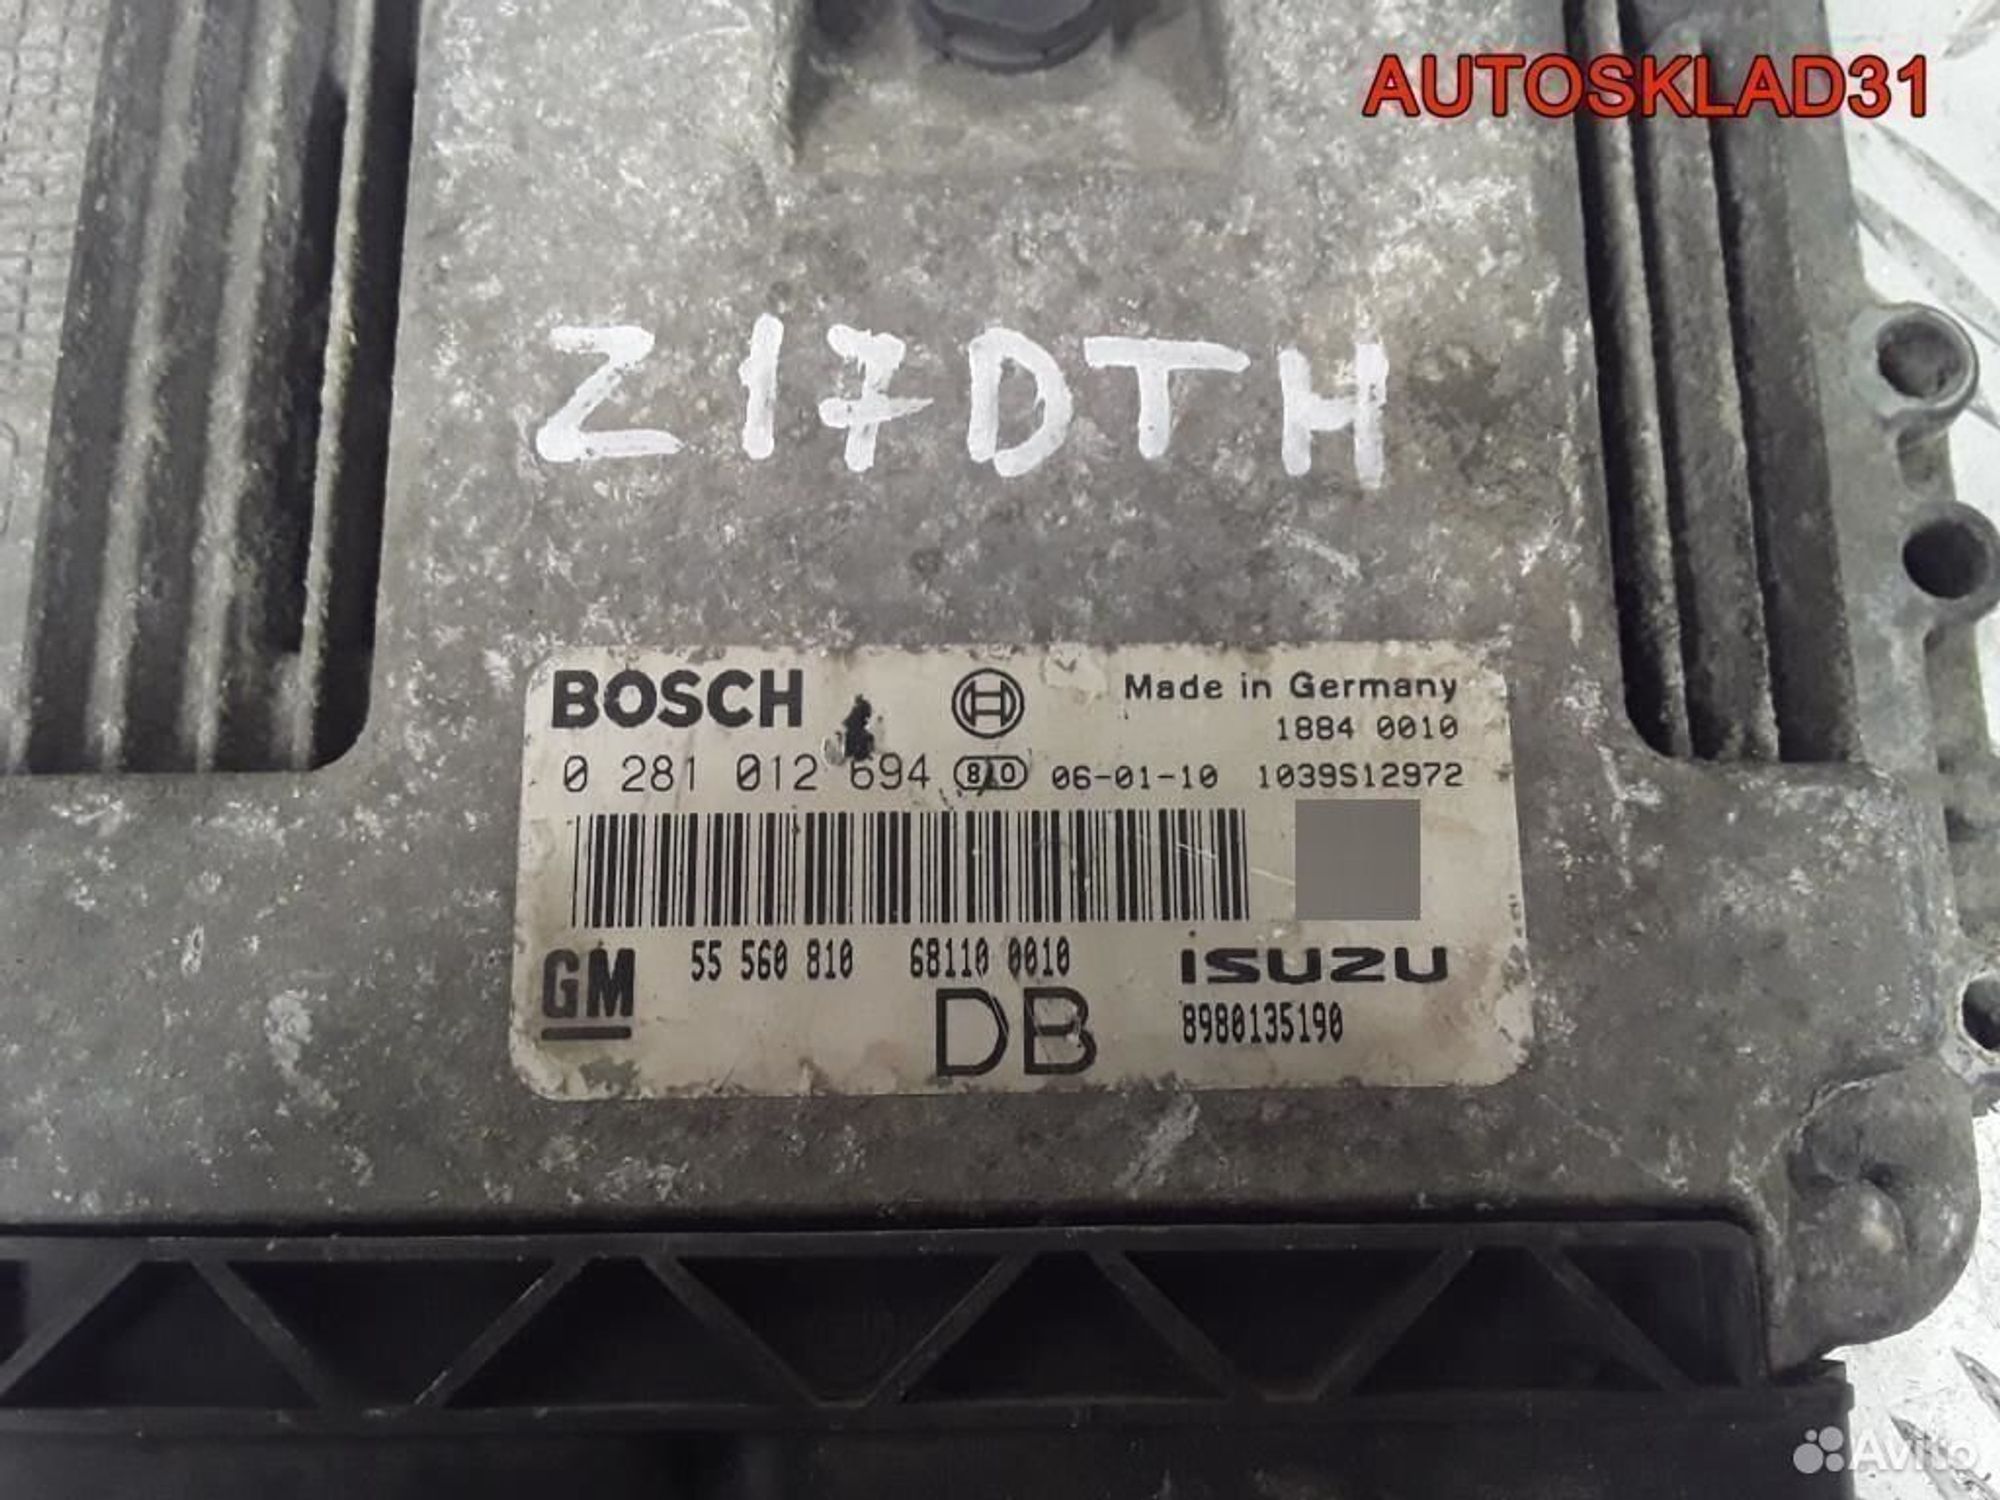 AUTOSKLAD31
Z17DTH
BOSCH Made in Germany
1884 0010
0 281 012 694 810 06-01-10 1039S12972
GM 55 560 810 68110 0010 ISUZU
DB 8980135190
Avito